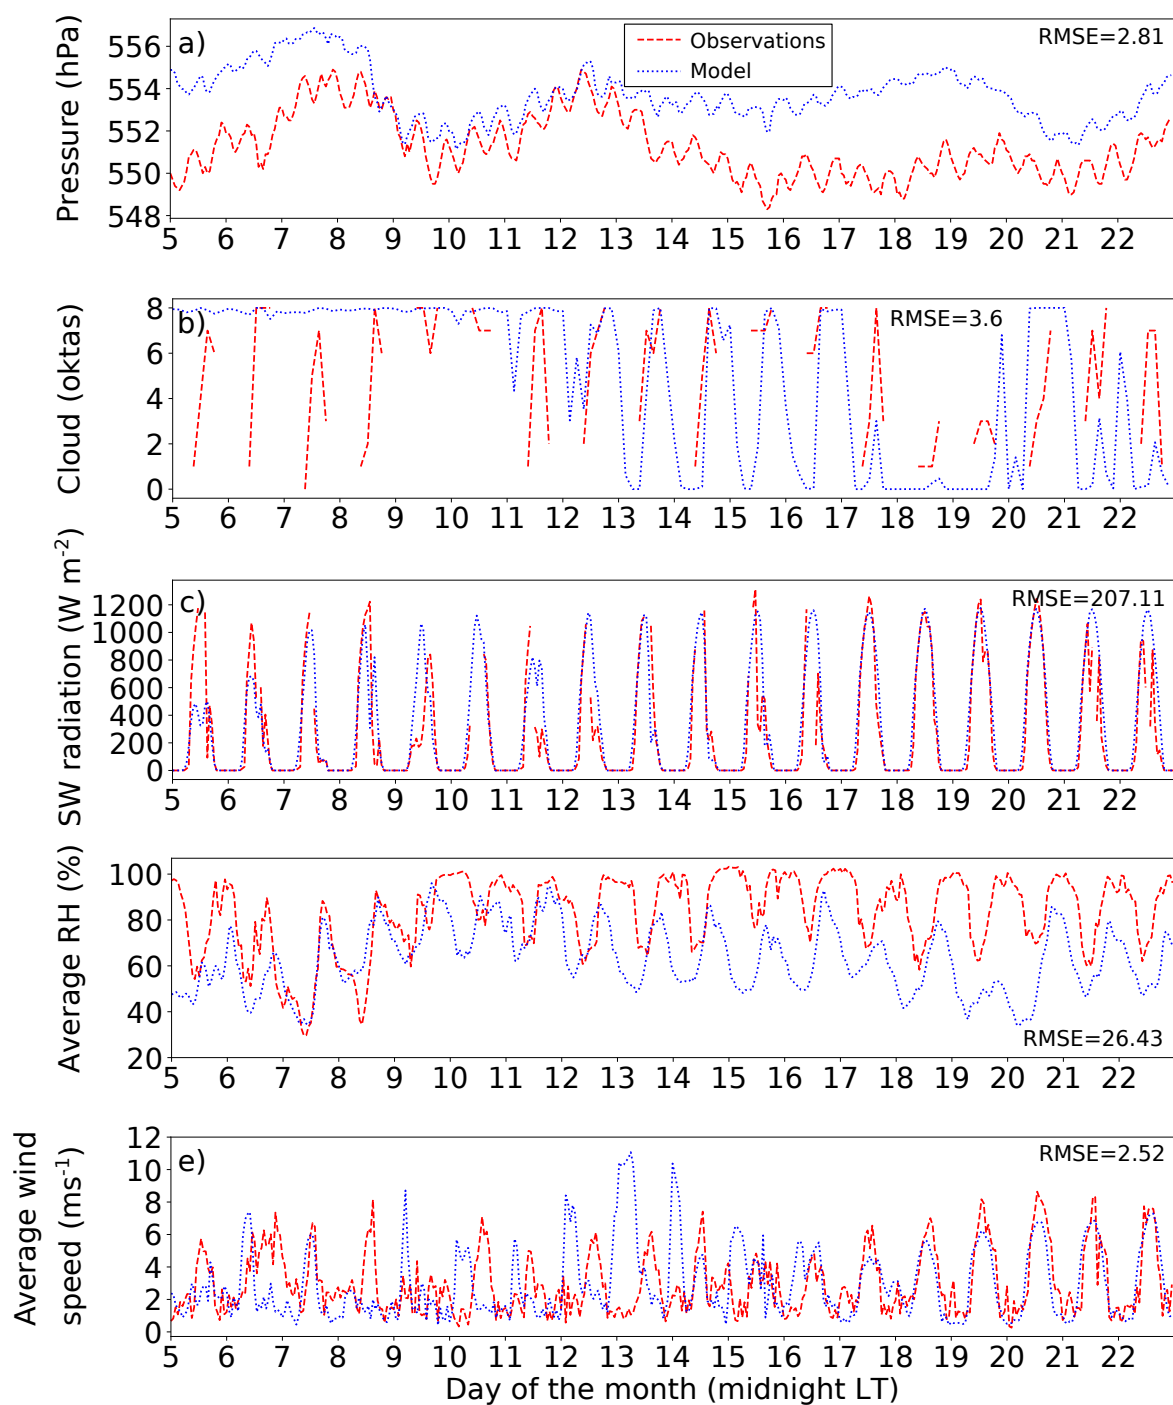 a)
Observations
Model
RMSE=2.81
Pressure (hPa)
556
554
552
550
548
5 6 7 8 9 10 11 12 13 14 15 16 17 18 19 20 21 22
b)
RMSE=3.6
Cloud (oktas)
8
6
4
2
0
5 6 7 8 9 10 11 12 13 14 15 16 17 18 19 20 21 22
c)
RMSE=207.11
SW radiation (W m⁻²)
1200
1000
800
600
400
200
0
5 6 7 8 9 10 11 12 13 14 15 16 17 18 19 20 21 22
Average RH (%)
100
80
60
40
20
RMSE=26.43
5 6 7 8 9 10 11 12 13 14 15 16 17 18 19 20 21 22
e)
RMSE=2.52
Average wind
speed (ms⁻¹)
12
10
8
6
4
2
0
5 6 7 8 9 10 11 12 13 14 15 16 17 18 19 20 21 22
Day of the month (midnight LT)